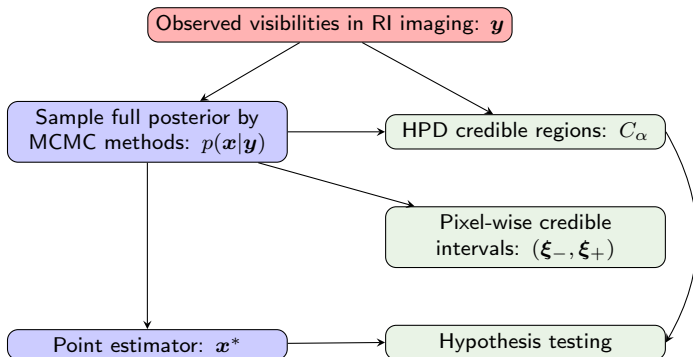 Observed visibilities in RI imaging: y
Sample full posterior by
MCMC methods: p(x|y)
HPD credible regions: Cα
Pixel-wise credible
intervals: (ξ−, ξ+)
Point estimator: x*
Hypothesis testing